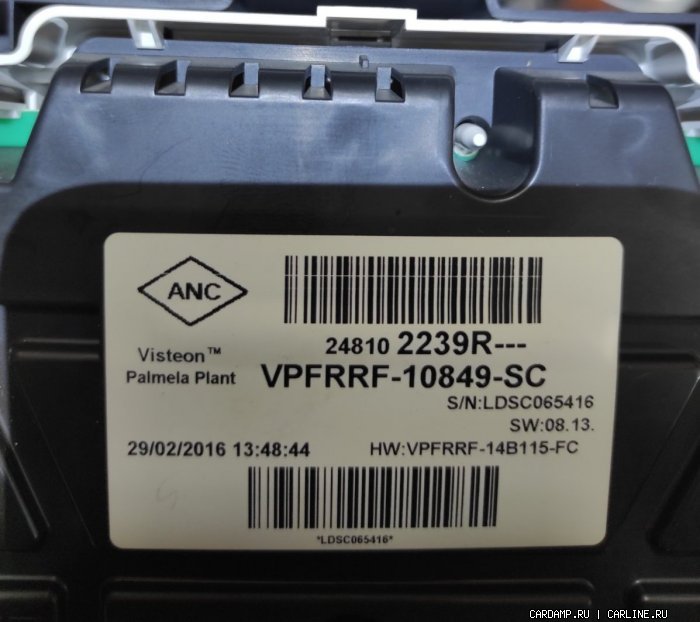 ANC
24810 2239R---
Visteon™
Palmela Plant
VPFRRF-10849-SC
S/N:LDSC065416
SW:08.13.
29/02/2016 13:48:44
HW:VPFRRF-14B115-FC
*LDSC065416*
CARDAMP.RU | CARLINE.RU